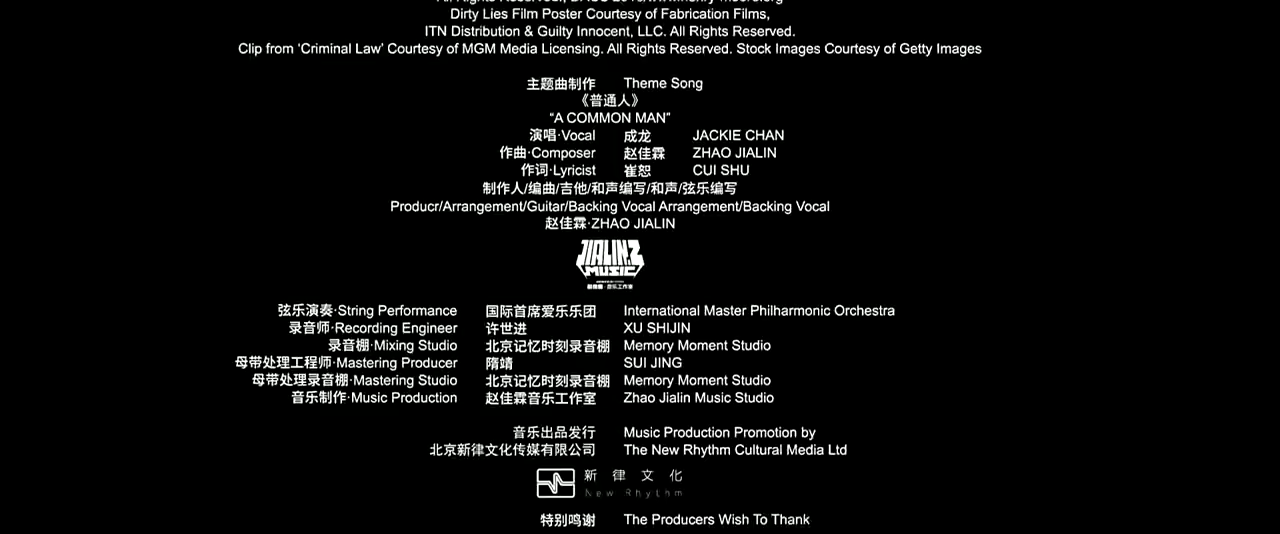 Dirty Lies Film Poster Courtesy of Fabrication Films,
ITN Distribution & Guilty Innocent, LLC. All Rights Reserved.
Clip from 'Criminal Law' Courtesy of MGM Media Licensing. All Rights Reserved. Stock Images Courtesy of Getty Images
主题曲制作 Theme Song
《普通人》
"A COMMON MAN"
演唱·Vocal 成龙 JACKIE CHAN
作曲·Composer 赵佳霖 ZHAO JIALIN
作词·Lyricist 崔恕 CUI SHU
制作人/编曲/吉他/和声编写/和声/弦乐编写
Producr/Arrangement/Guitar/Backing Vocal Arrangement/Backing Vocal
赵佳霖·ZHAO JIALIN
JIALIN.Z
MUSIC
弦乐演奏·String Performance 国际首席爱乐乐团 International Master Philharmonic Orchestra
录音师·Recording Engineer 许世进 XU SHIJIN
录音棚·Mixing Studio 北京记忆时刻录音棚 Memory Moment Studio
母带处理工程师·Mastering Producer 隋靖 SUI JING
母带处理录音棚·Mastering Studio 北京记忆时刻录音棚 Memory Moment Studio
音乐制作·Music Production 赵佳霖音乐工作室 Zhao Jialin Music Studio
音乐出品发行 Music Production Promotion by
北京新律文化传媒有限公司 The New Rhythm Cultural Media Ltd
新律文化
New Rhythm
特别鸣谢 The Producers Wish To Thank